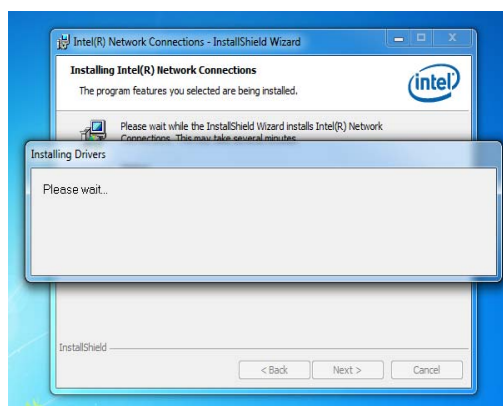 Intel(R) Network Connections - InstallShield Wizard
Installing Intel(R) Network Connections
The program features you selected are being installed.
intel
Please wait while the InstallShield Wizard installs Intel(R) Network
Connections. This may take several minutes.
Installing Drivers
Please wait...
InstallShield
< Back
Next >
Cancel